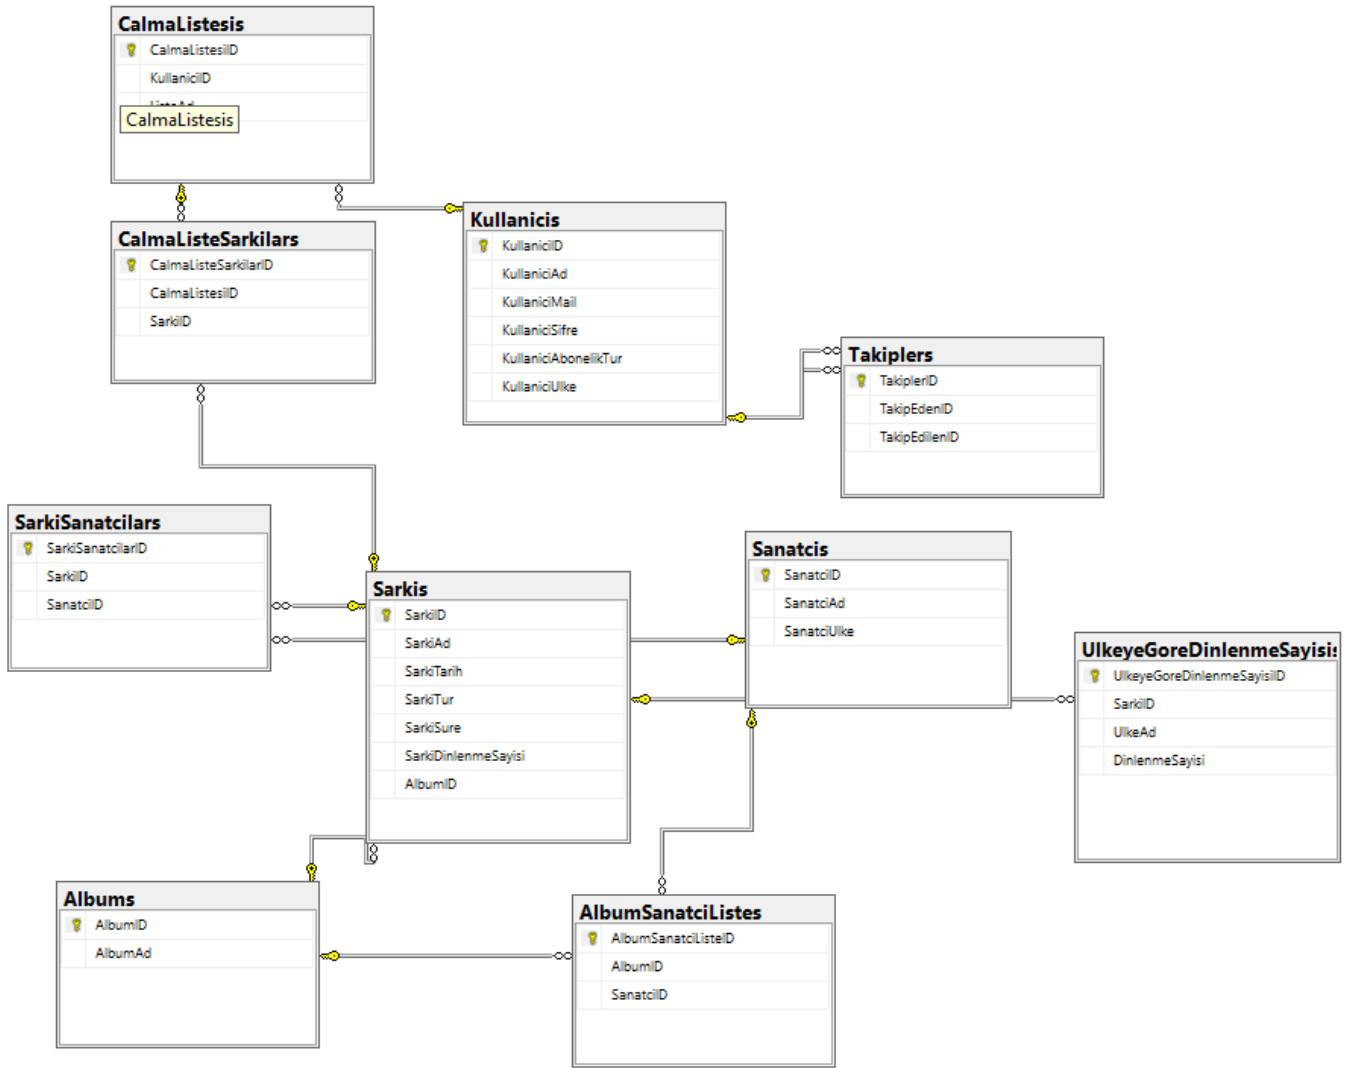 CalmaListesis
CalmaListesiID
KullaniciID
CalmaListesis
CalmaListeSarkilars
CalmaListeSarkilarID
CalmaListesiID
SarkiID
Kullanicis
KullaniciID
KullaniciAd
KullaniciMail
KullaniciSifre
KullaniciAbonelikTur
KullaniciUlke
Takiplers
TakiplerID
TakipEdenID
TakipEdilenID
SarkiSanatcilars
SarkiSanatcilarID
SarkiID
SanatciID
Sarkis
SarkiID
SarkiAd
SarkiTarih
SarkiTur
SarkiSure
SarkiDinlenmeSayisi
AlbumID
Sanatcis
SanatciID
SanatciAd
SanatciUlke
UlkeyeGoreDinlenmeSayisis
UlkeyeGoreDinlenmeSayisiID
SarkiID
UlkeAd
DinlenmeSayisi
Albums
AlbumID
AlbumAd
AlbumSanatciListes
AlbumSanatciListeID
AlbumID
SanatciID